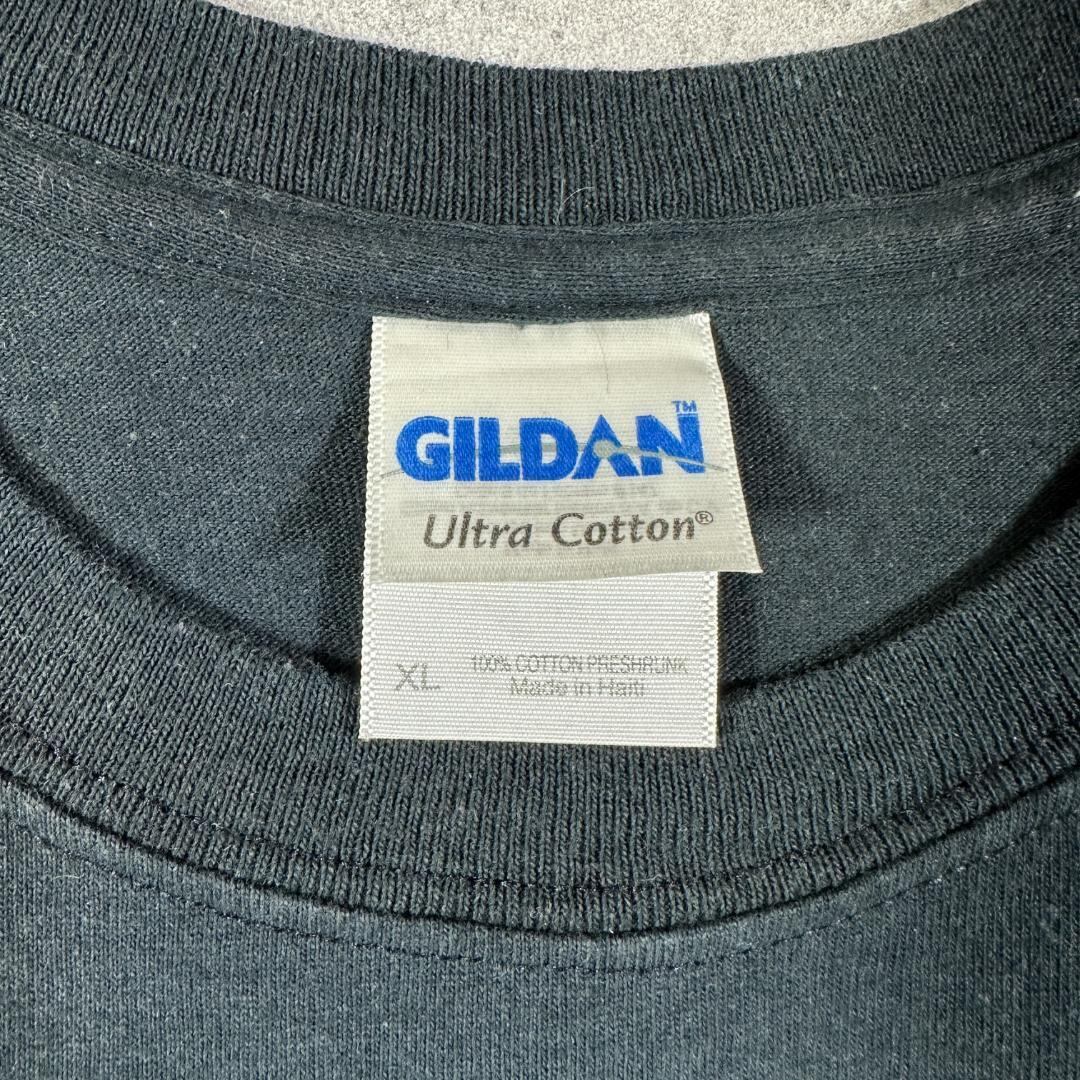 GILDAN™
Ultra Cotton®
XL
100% COTTON PRESHRUNK
Made in Haiti